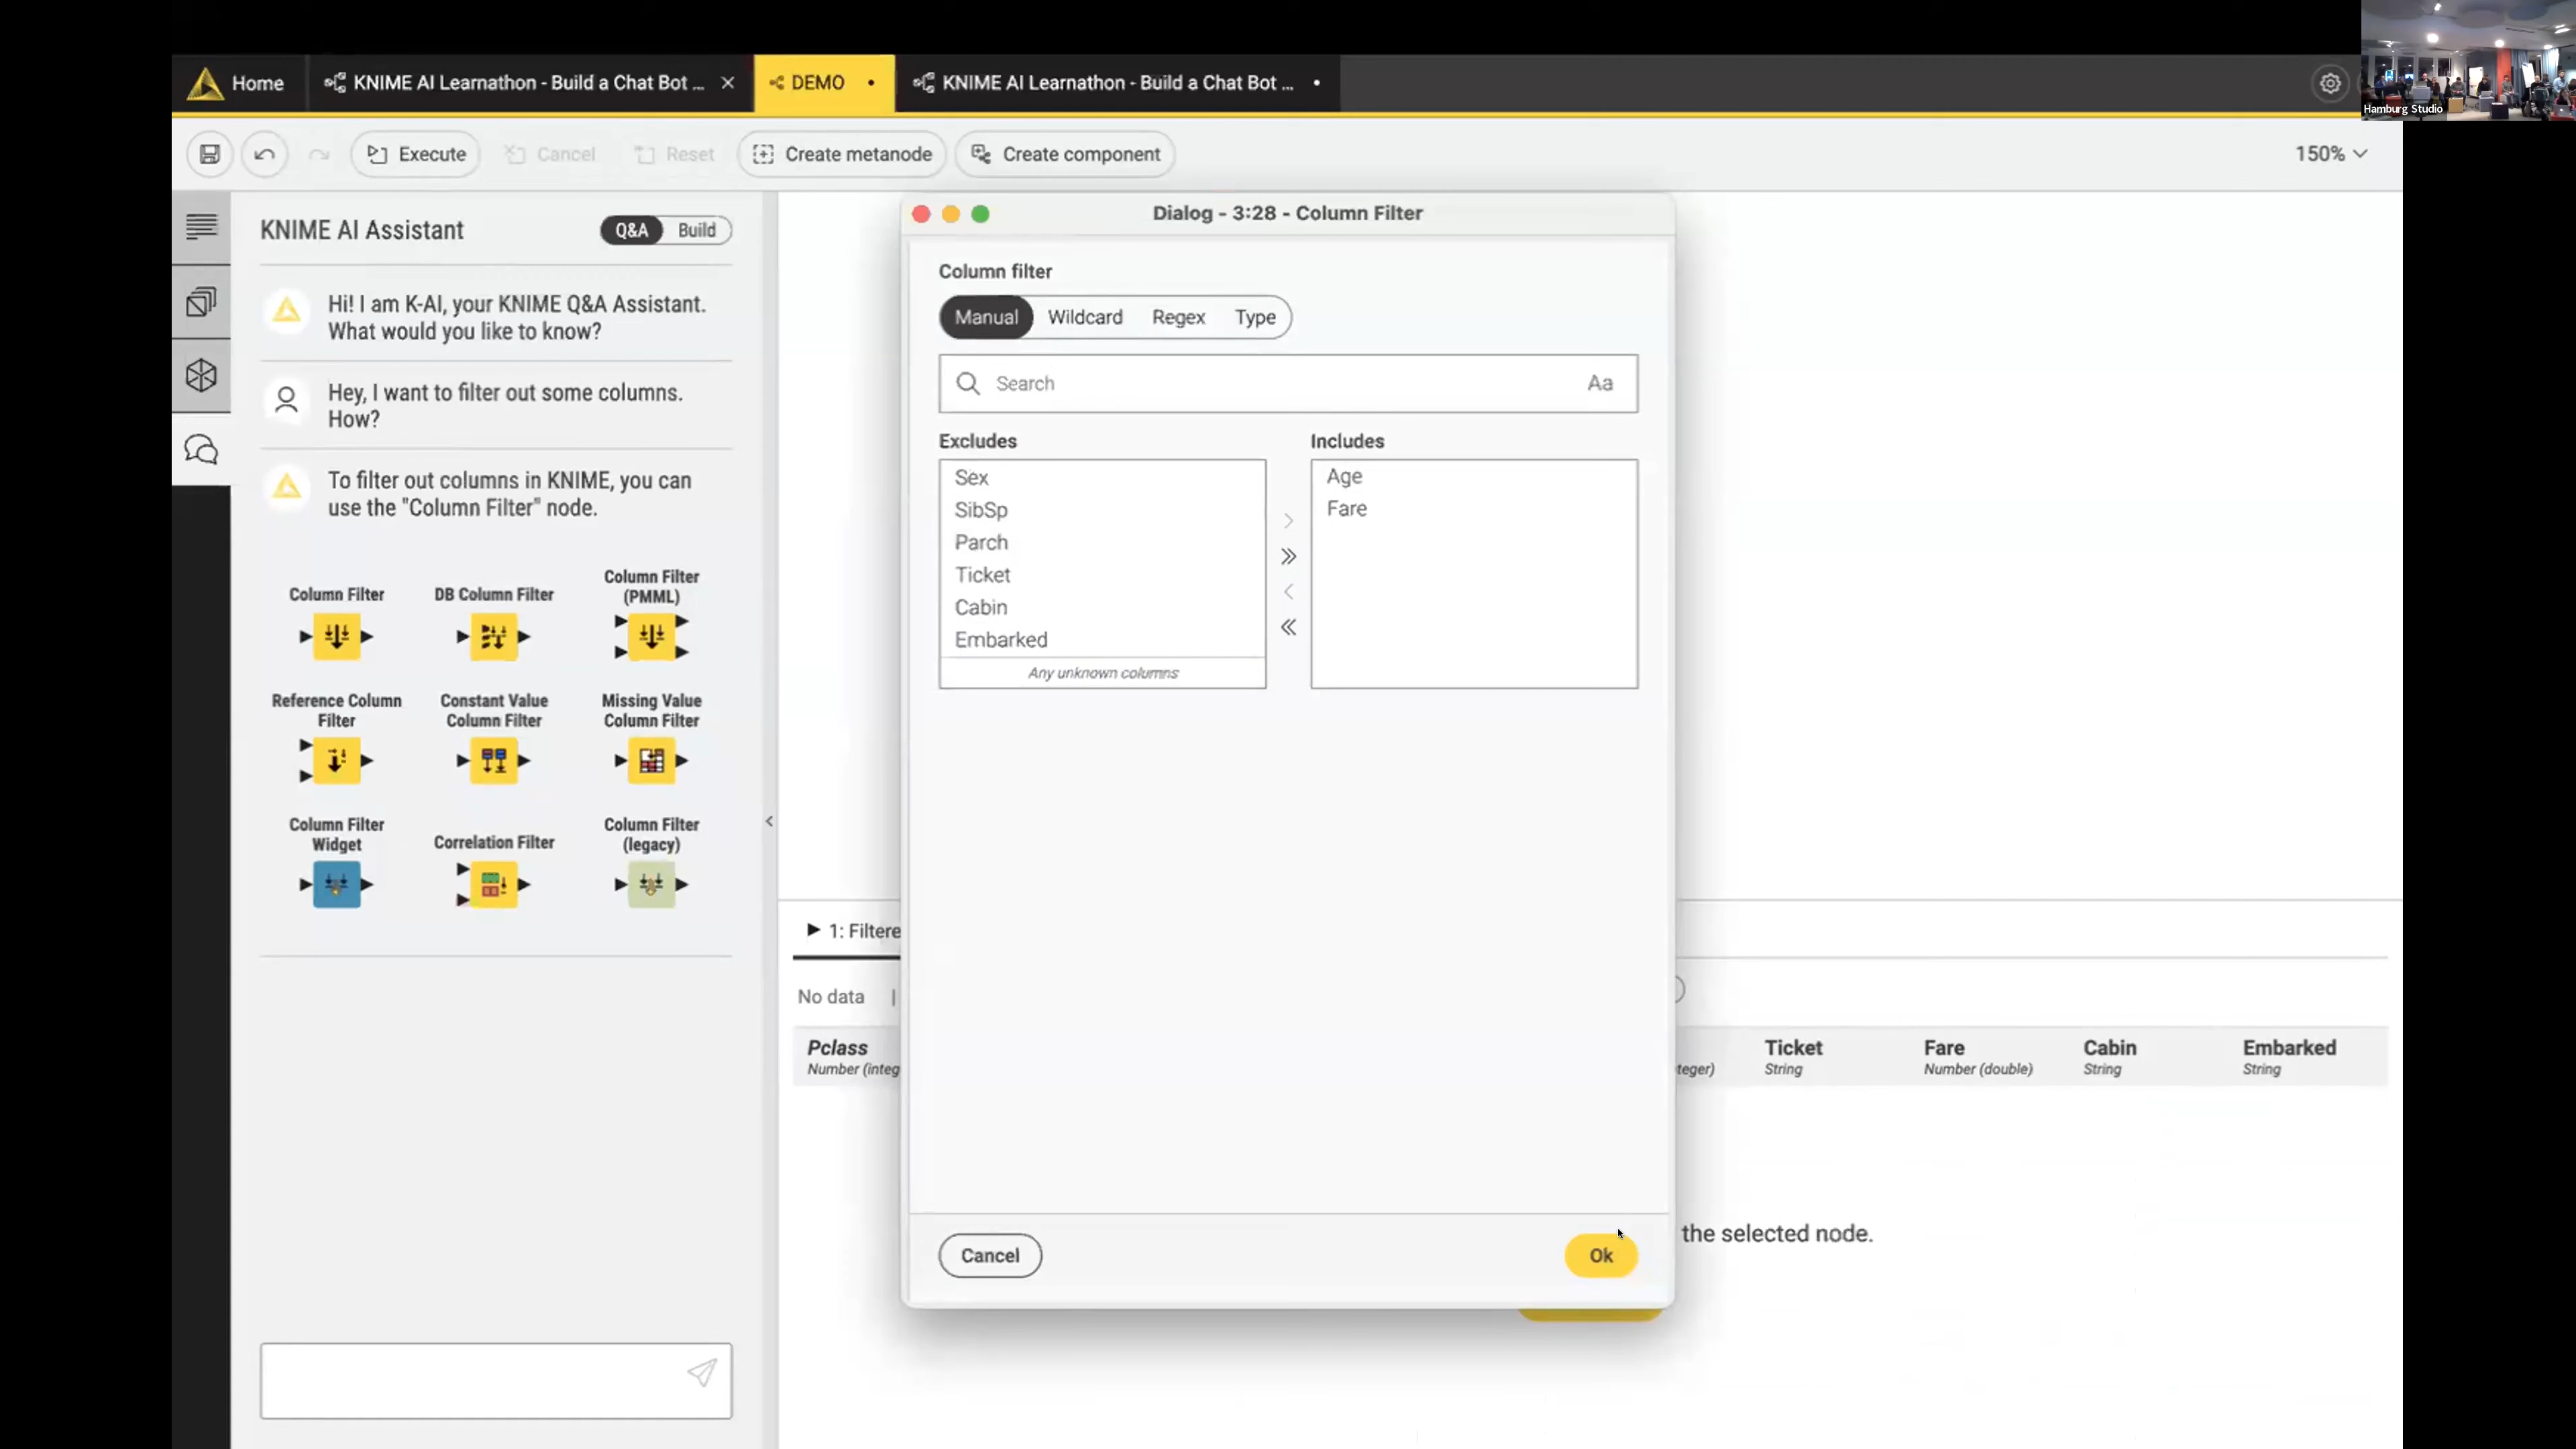 Home
KNIME AI Learnathon - Build a Chat Bot ...
DEMO
KNIME AI Learnathon - Build a Chat Bot ...
Hamburg Studio
Execute
Cancel
Reset
Create metanode
Create component
150%
KNIME AI Assistant
Q&A
Build
Hi! I am K-AI, your KNIME Q&A Assistant.
What would you like to know?
Hey, I want to filter out some columns.
How?
To filter out columns in KNIME, you can
use the "Column Filter" node.
Column Filter
DB Column Filter
Column Filter
(PMML)
Reference Column
Filter
Constant Value
Column Filter
Missing Value
Column Filter
Column Filter
Widget
Correlation Filter
Column Filter
(legacy)
Dialog - 3:28 - Column Filter
Column filter
Manual
Wildcard
Regex
Type
Search
Aa
Excludes
Includes
Sex
SibSp
Parch
Ticket
Cabin
Embarked
Any unknown columns
Age
Fare
Cancel
Ok
1: Filtere
No data |
Pclass
Number (integ
teger)
Ticket
String
Fare
Number (double)
Cabin
String
Embarked
String
the selected node.